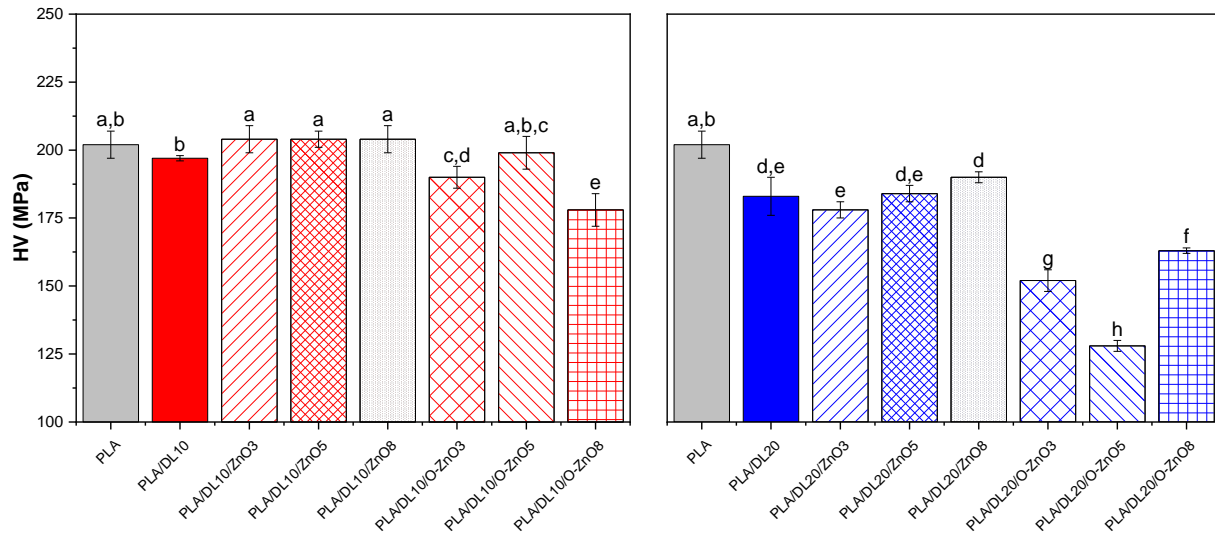 HV (MPa)
250
225
200
175
150
125
100
a,b
b
a
a
a
c,d
a,b,c
e
PLA
PLA/DL10
PLA/DL10/ZnO3
PLA/DL10/ZnO5
PLA/DL10/ZnO8
PLA/DL10/O-ZnO3
PLA/DL10/O-ZnO5
PLA/DL10/O-ZnO8
a,b
d,e
e
d,e
d
g
h
f
PLA
PLA/DL20
PLA/DL20/ZnO3
PLA/DL20/ZnO5
PLA/DL20/ZnO8
PLA/DL20/O-ZnO3
PLA/DL20/O-ZnO5
PLA/DL20/O-ZnO8